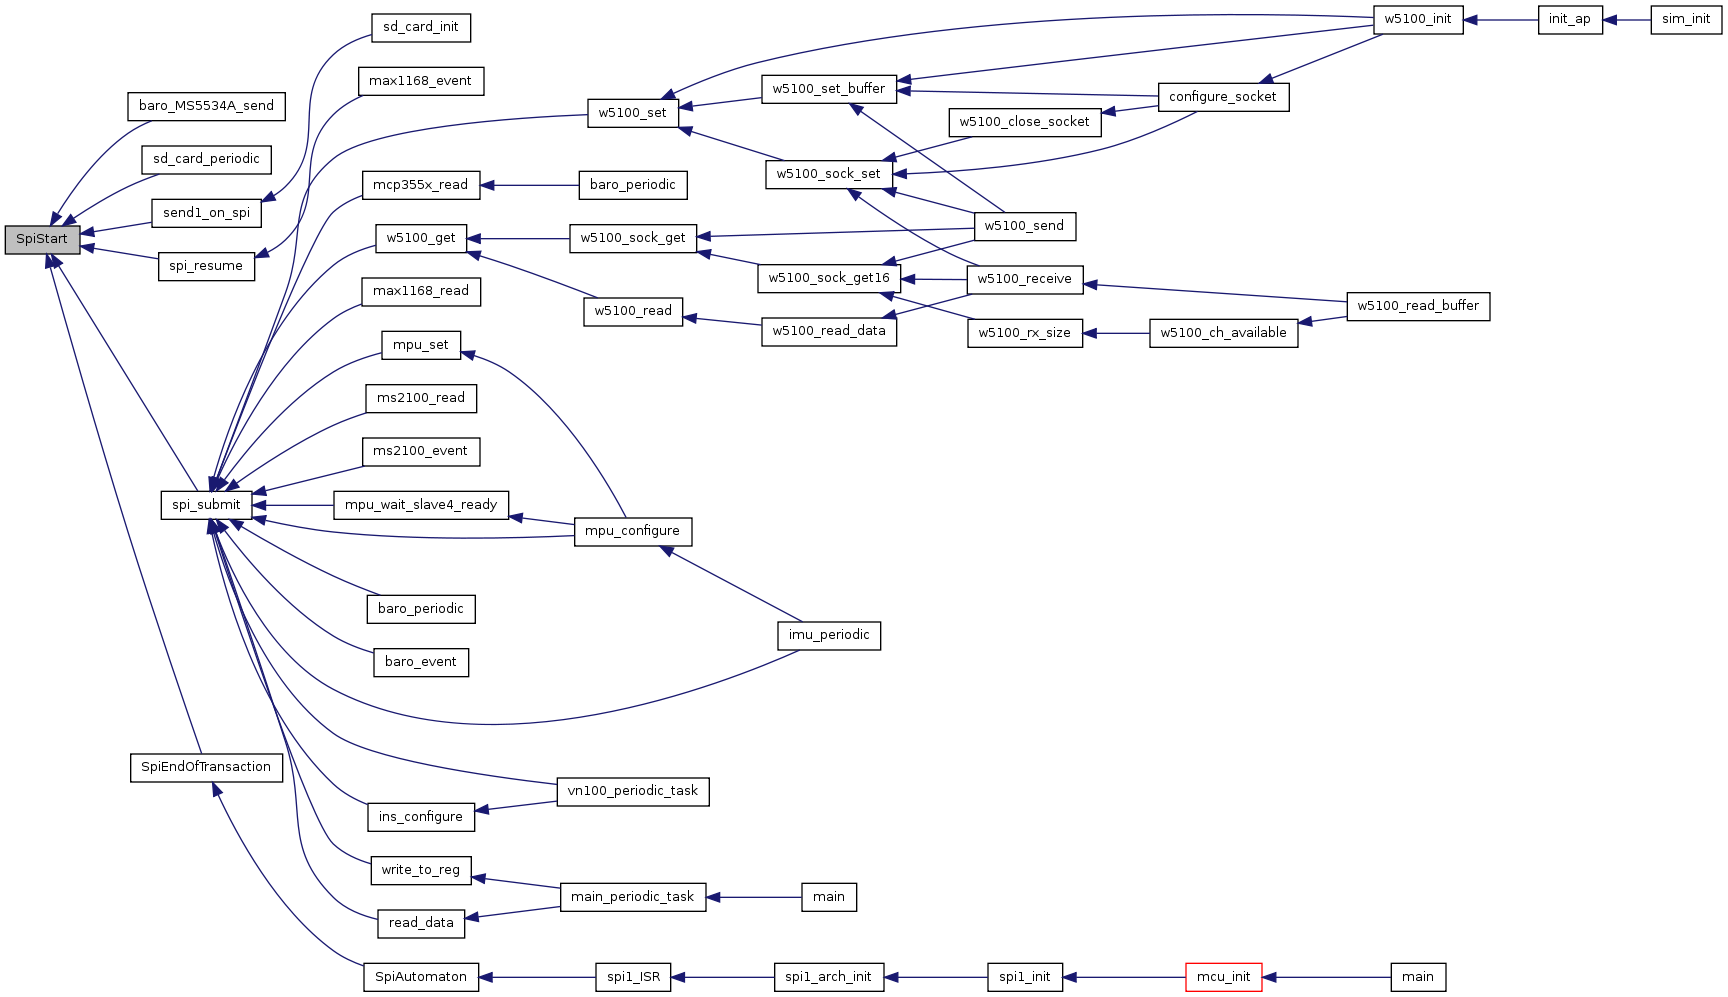 sd_card_init
w5100_init
init_ap
sim_init
max1168_event
baro_MS5534A_send
w5100_set_buffer
configure_socket
w5100_set
w5100_close_socket
sd_card_periodic
w5100_sock_set
mcp355x_read
baro_periodic
send1_on_spi
w5100_send
SpiStart
w5100_get
w5100_sock_get
spi_resume
w5100_sock_get16
w5100_receive
max1168_read
w5100_read
w5100_read_buffer
w5100_read_data
w5100_rx_size
w5100_ch_available
mpu_set
ms2100_read
ms2100_event
spi_submit
mpu_wait_slave4_ready
mpu_configure
baro_periodic
imu_periodic
baro_event
SpiEndOfTransaction
vn100_periodic_task
ins_configure
write_to_reg
main_periodic_task
main
read_data
SpiAutomaton
spi1_ISR
spi1_arch_init
spi1_init
mcu_init
main